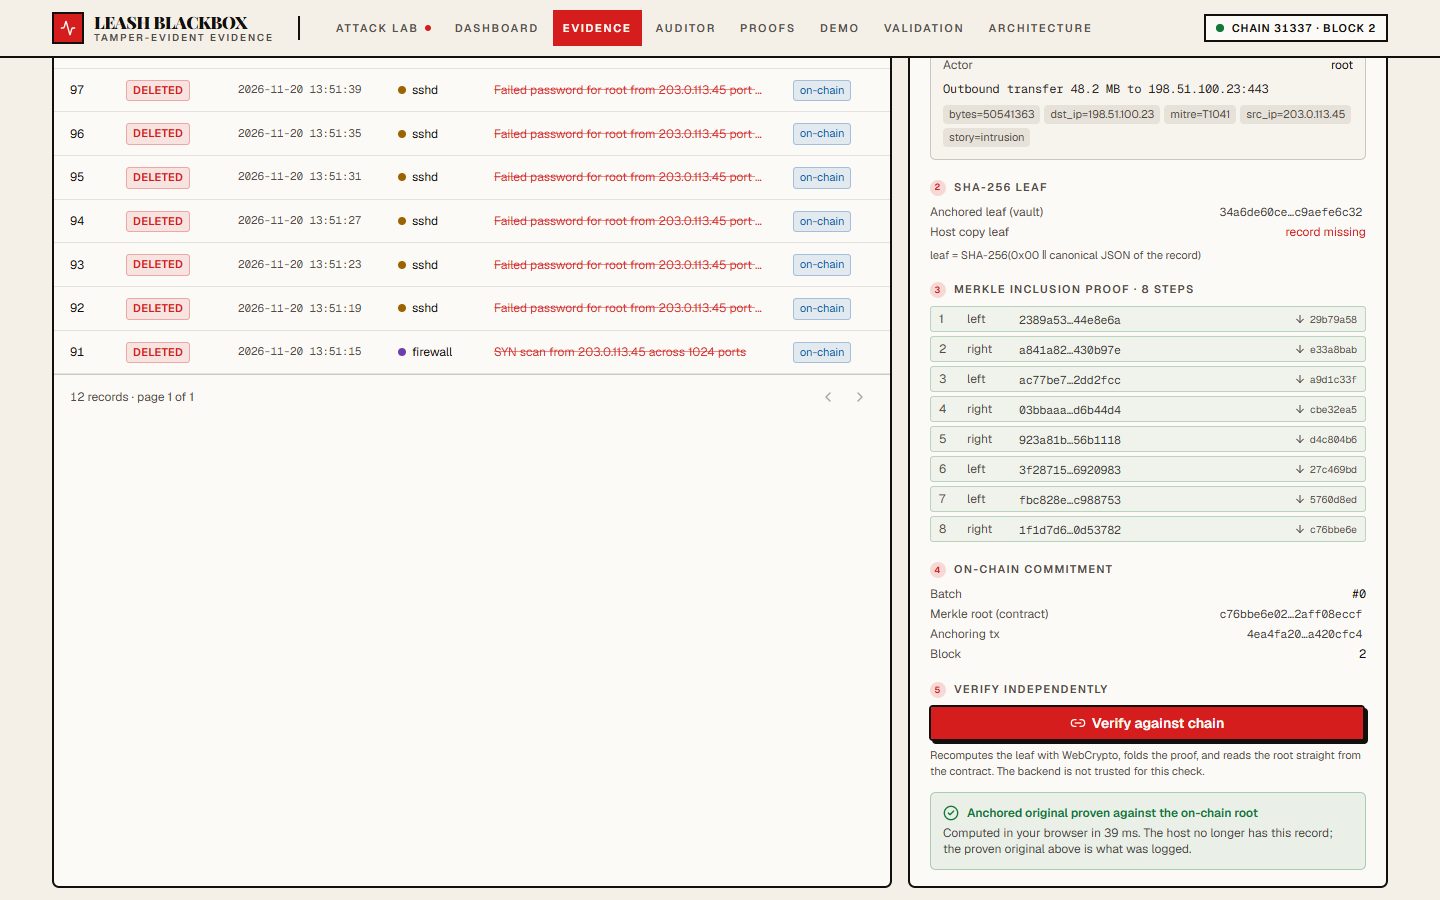 LEASH BLACKBOX
TAMPER-EVIDENT EVIDENCE
ATTACK LAB DASHBOARD EVIDENCE AUDITOR PROOFS DEMO VALIDATION ARCHITECTURE
CHAIN 31337 · BLOCK 2
97 DELETED 2026-11-20 13:51:39 sshd Failed password for root from 203.0.113.45 port … on-chain
96 DELETED 2026-11-20 13:51:35 sshd Failed password for root from 203.0.113.45 port … on-chain
95 DELETED 2026-11-20 13:51:31 sshd Failed password for root from 203.0.113.45 port … on-chain
94 DELETED 2026-11-20 13:51:27 sshd Failed password for root from 203.0.113.45 port … on-chain
93 DELETED 2026-11-20 13:51:23 sshd Failed password for root from 203.0.113.45 port … on-chain
92 DELETED 2026-11-20 13:51:19 sshd Failed password for root from 203.0.113.45 port … on-chain
91 DELETED 2026-11-20 13:51:15 firewall SYN scan from 203.0.113.45 across 1024 ports on-chain
12 records · page 1 of 1
Actor root
Outbound transfer 48.2 MB to 198.51.100.23:443
bytes=50541363 dst_ip=198.51.100.23 mitre=T1041 src_ip=203.0.113.45
story=intrusion
2 SHA-256 LEAF
Anchored leaf (vault) 34a6de60ce…c9aefe6c32
Host copy leaf record missing
leaf = SHA-256(0x00 ‖ canonical JSON of the record)
3 MERKLE INCLUSION PROOF · 8 STEPS
1 left 2389a53…44e8e6a ↓ 29b79a58
2 right a841a82…430b97e ↓ e33a8bab
3 left ac77be7…2dd2fcc ↓ a9d1c33f
4 right 03bbaaa…d6b44d4 ↓ cbe32ea5
5 right 923a81b…56b1118 ↓ d4c804b6
6 left 3f28715…6920983 ↓ 27c469bd
7 left fbc828e…c988753 ↓ 5760d8ed
8 right 1f1d7d6…0d53782 ↓ c76bbe6e
4 ON-CHAIN COMMITMENT
Batch #0
Merkle root (contract) c76bbe6e02…2aff08eccf
Anchoring tx 4ea4fa20…a420cfc4
Block 2
5 VERIFY INDEPENDENTLY
Verify against chain
Recomputes the leaf with WebCrypto, folds the proof, and reads the root straight from
the contract. The backend is not trusted for this check.
Anchored original proven against the on-chain root
Computed in your browser in 39 ms. The host no longer has this record;
the proven original above is what was logged.